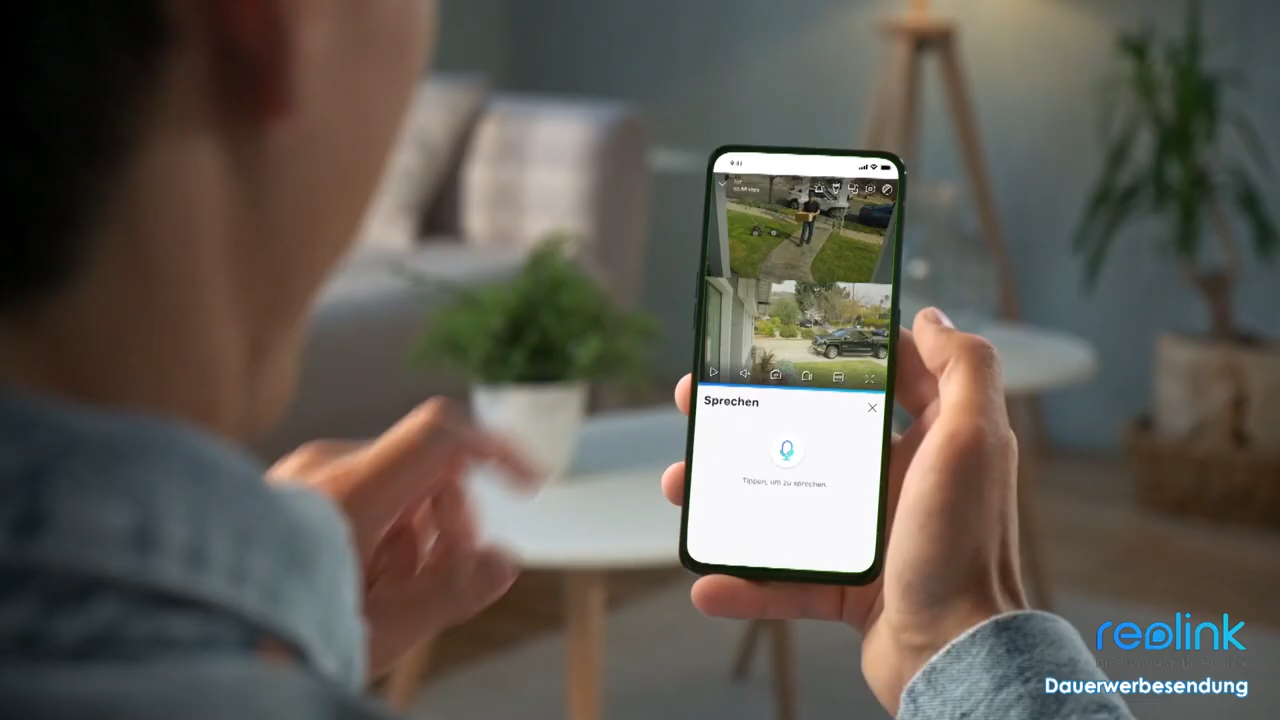 Sprechen
Tippen, um zu sprechen
reolink
Dauerwerbesendung